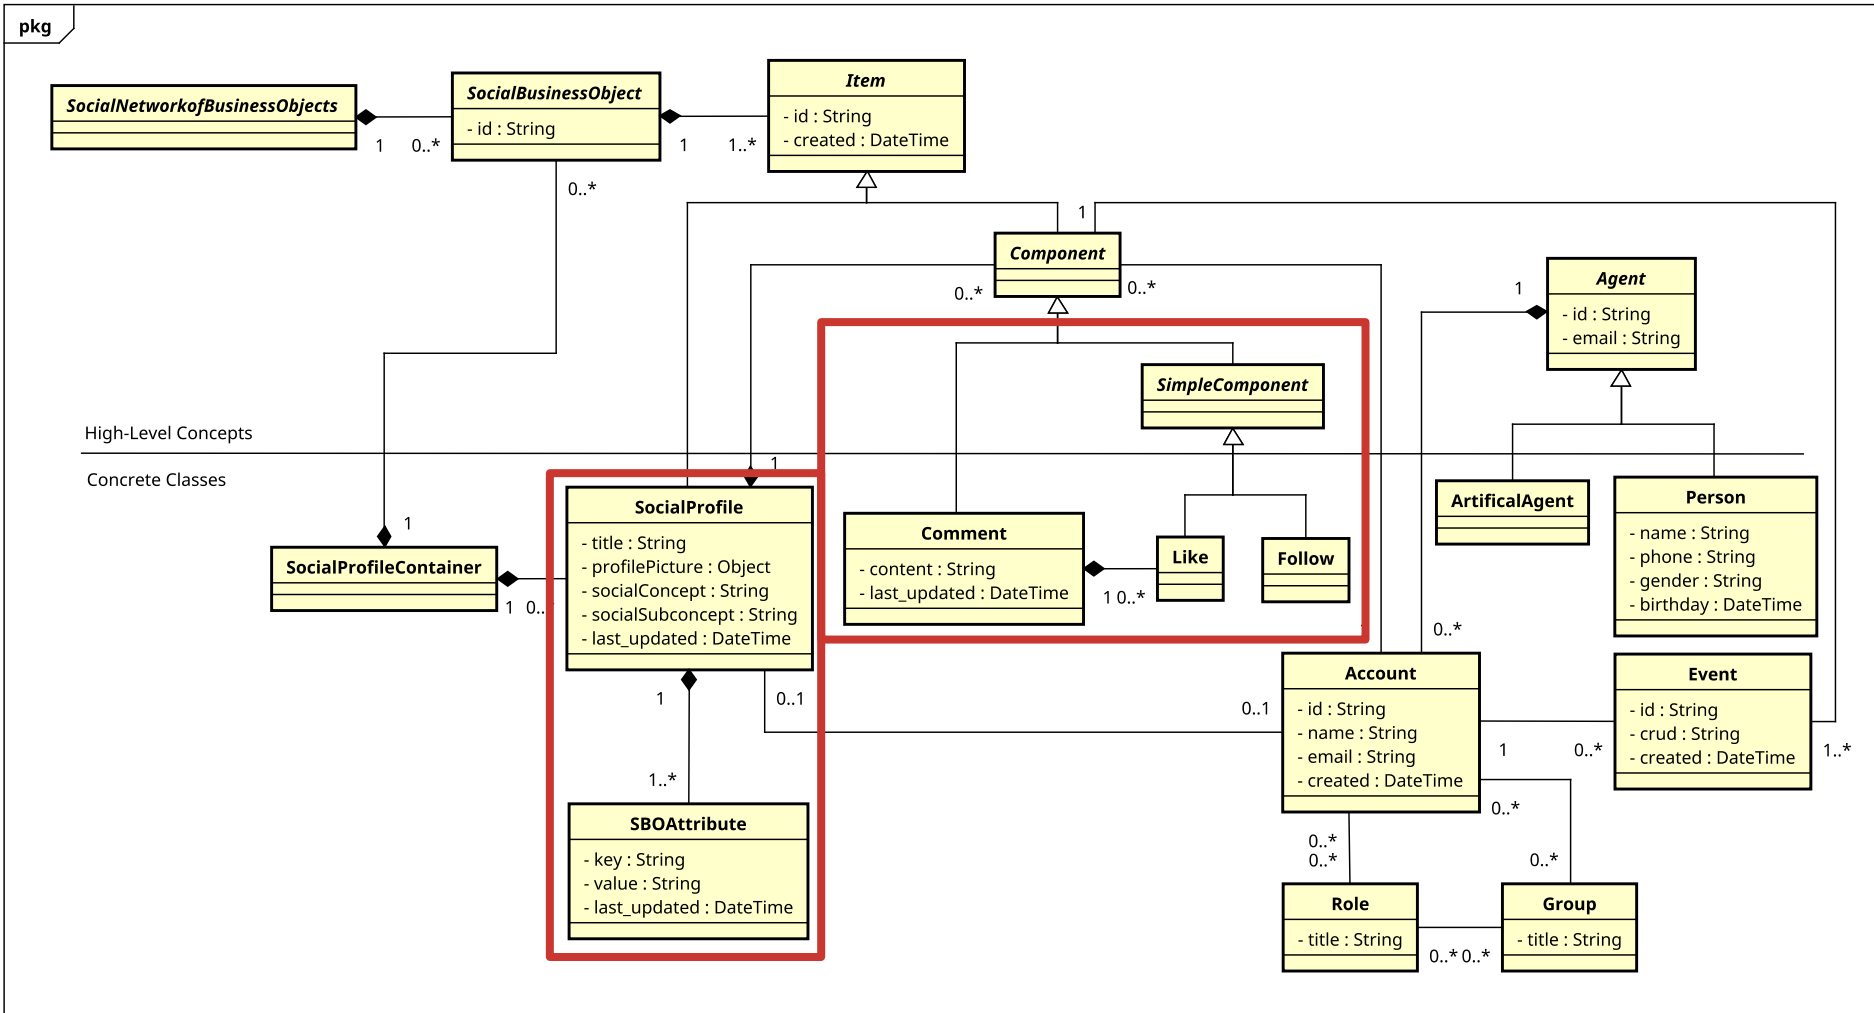 pkg
SocialNetworkofBusinessObjects
1
0..*
SocialBusinessObject
- id : String
1
1..*
0..*
Item
- id : String
- created : DateTime
1
Component
0..*
0..*
Agent
- id : String
- email : String
1
SimpleComponent
High-Level Concepts
Concrete Classes
1
1
SocialProfileContainer
1
0..
SocialProfile
- title : String
- profilePicture : Object
- socialConcept : String
- socialSubconcept : String
- last_updated : DateTime
Comment
- content : String
- last_updated : DateTime
1 0..*
Like
Follow
ArtificalAgent
Person
- name : String
- phone : String
- gender : String
- birthday : DateTime
0..*
1
0..1
0..1
1..*
Account
- id : String
- name : String
- email : String
- created : DateTime
1
0..*
Event
- id : String
- crud : String
- created : DateTime
1..*
SBOAttribute
- key : String
- value : String
- last_updated : DateTime
0..*
0..*
0..*
0..*
Role
- title : String
0..* 0..*
Group
- title : String